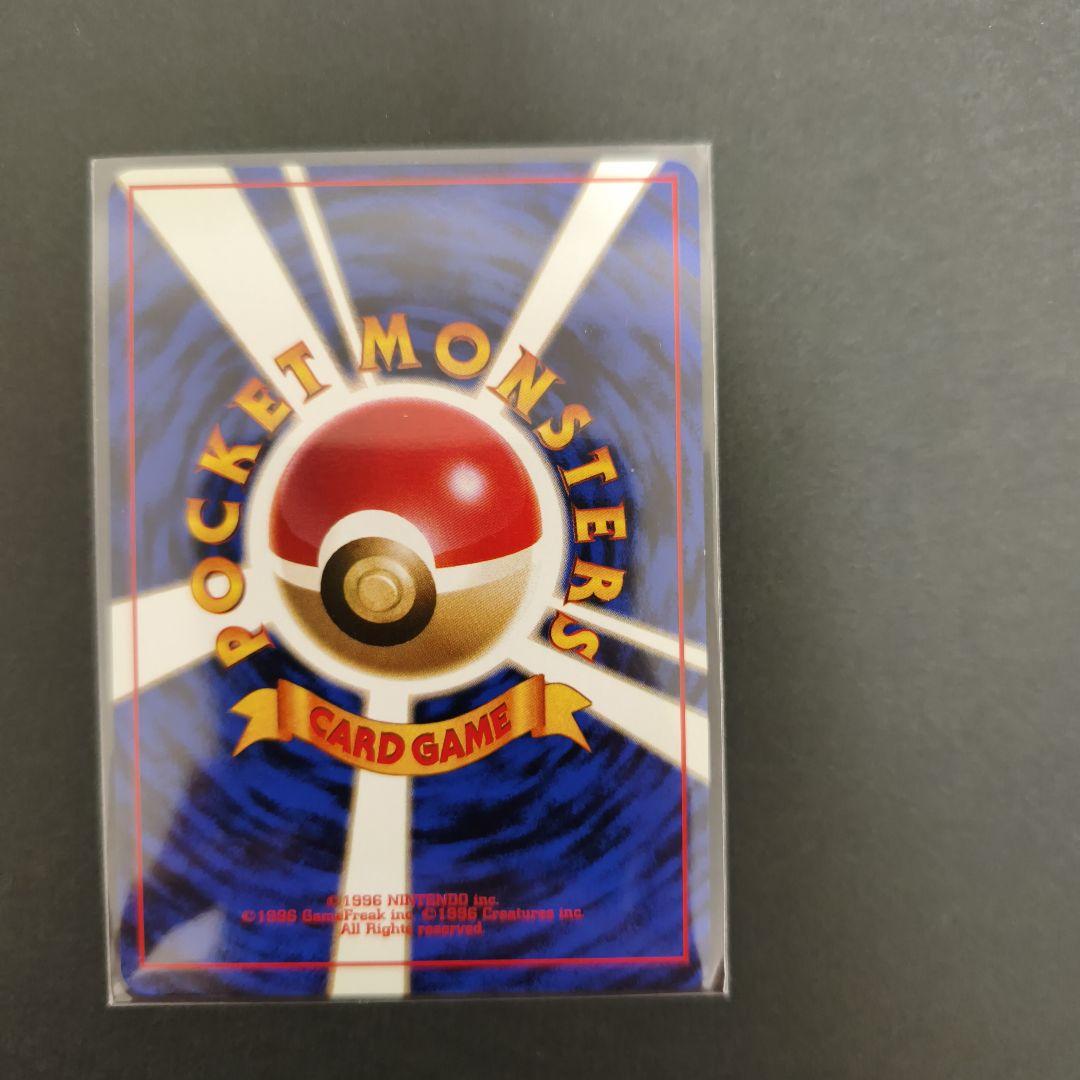 POCKET MONSTERS
CARD GAME
©1996 NINTENDO inc.
©1996 GameFreak inc. ©1996 Creatures inc.
All Rights reserved.